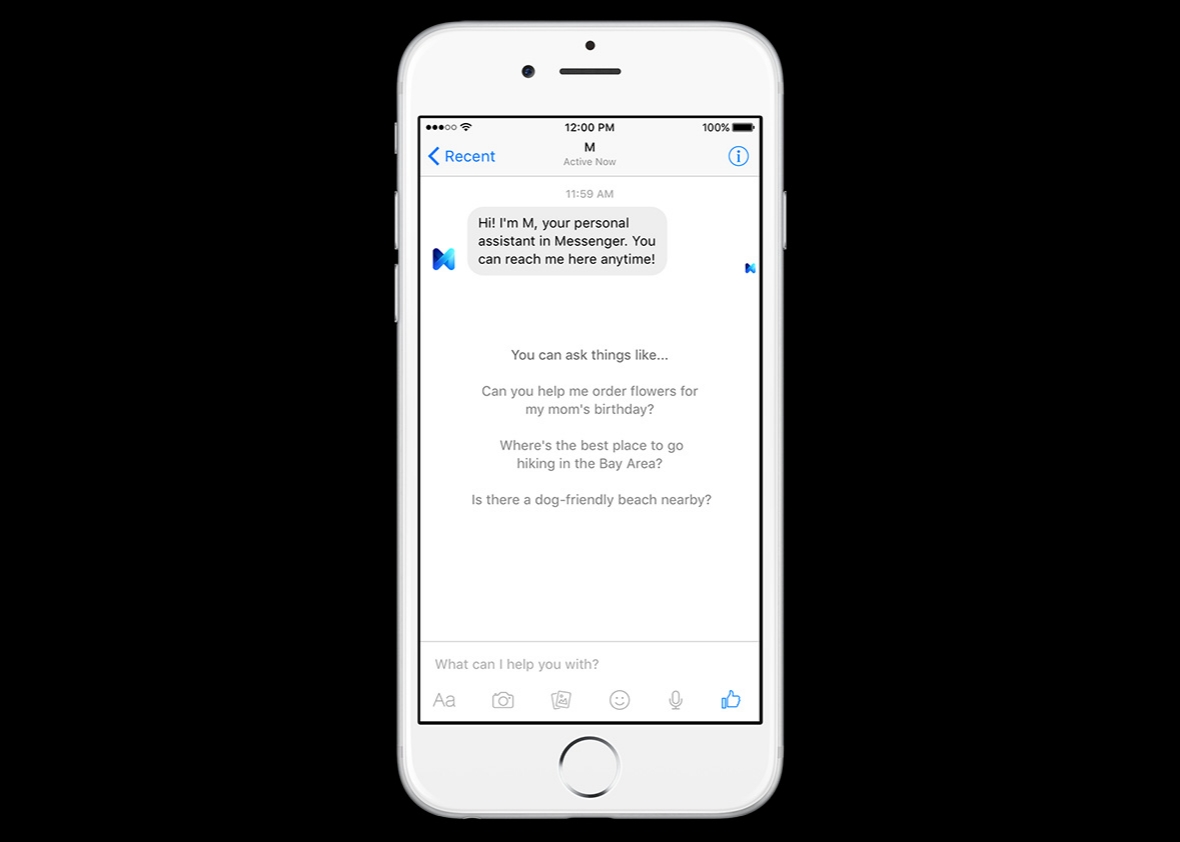 12:00 PM
100%
Recent
M
Active Now
11:59 AM
Hi! I'm M, your personal
assistant in Messenger. You
can reach me here anytime!
You can ask things like...
Can you help me order flowers for
my mom's birthday?
Where's the best place to go
hiking in the Bay Area?
Is there a dog-friendly beach nearby?
What can I help you with?
Aa